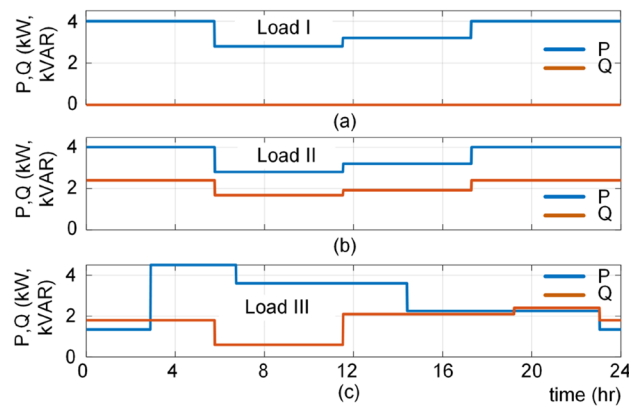 P,Q (kW,
kVAR)
4
2
0
Load I
P
Q
(a)
P,Q (kW,
kVAR)
4
2
0
Load II
P
Q
(b)
P,Q (kW,
kVAR)
4
2
0
Load III
P
Q
0 4 8 12 16 20 24
(c) time (hr)